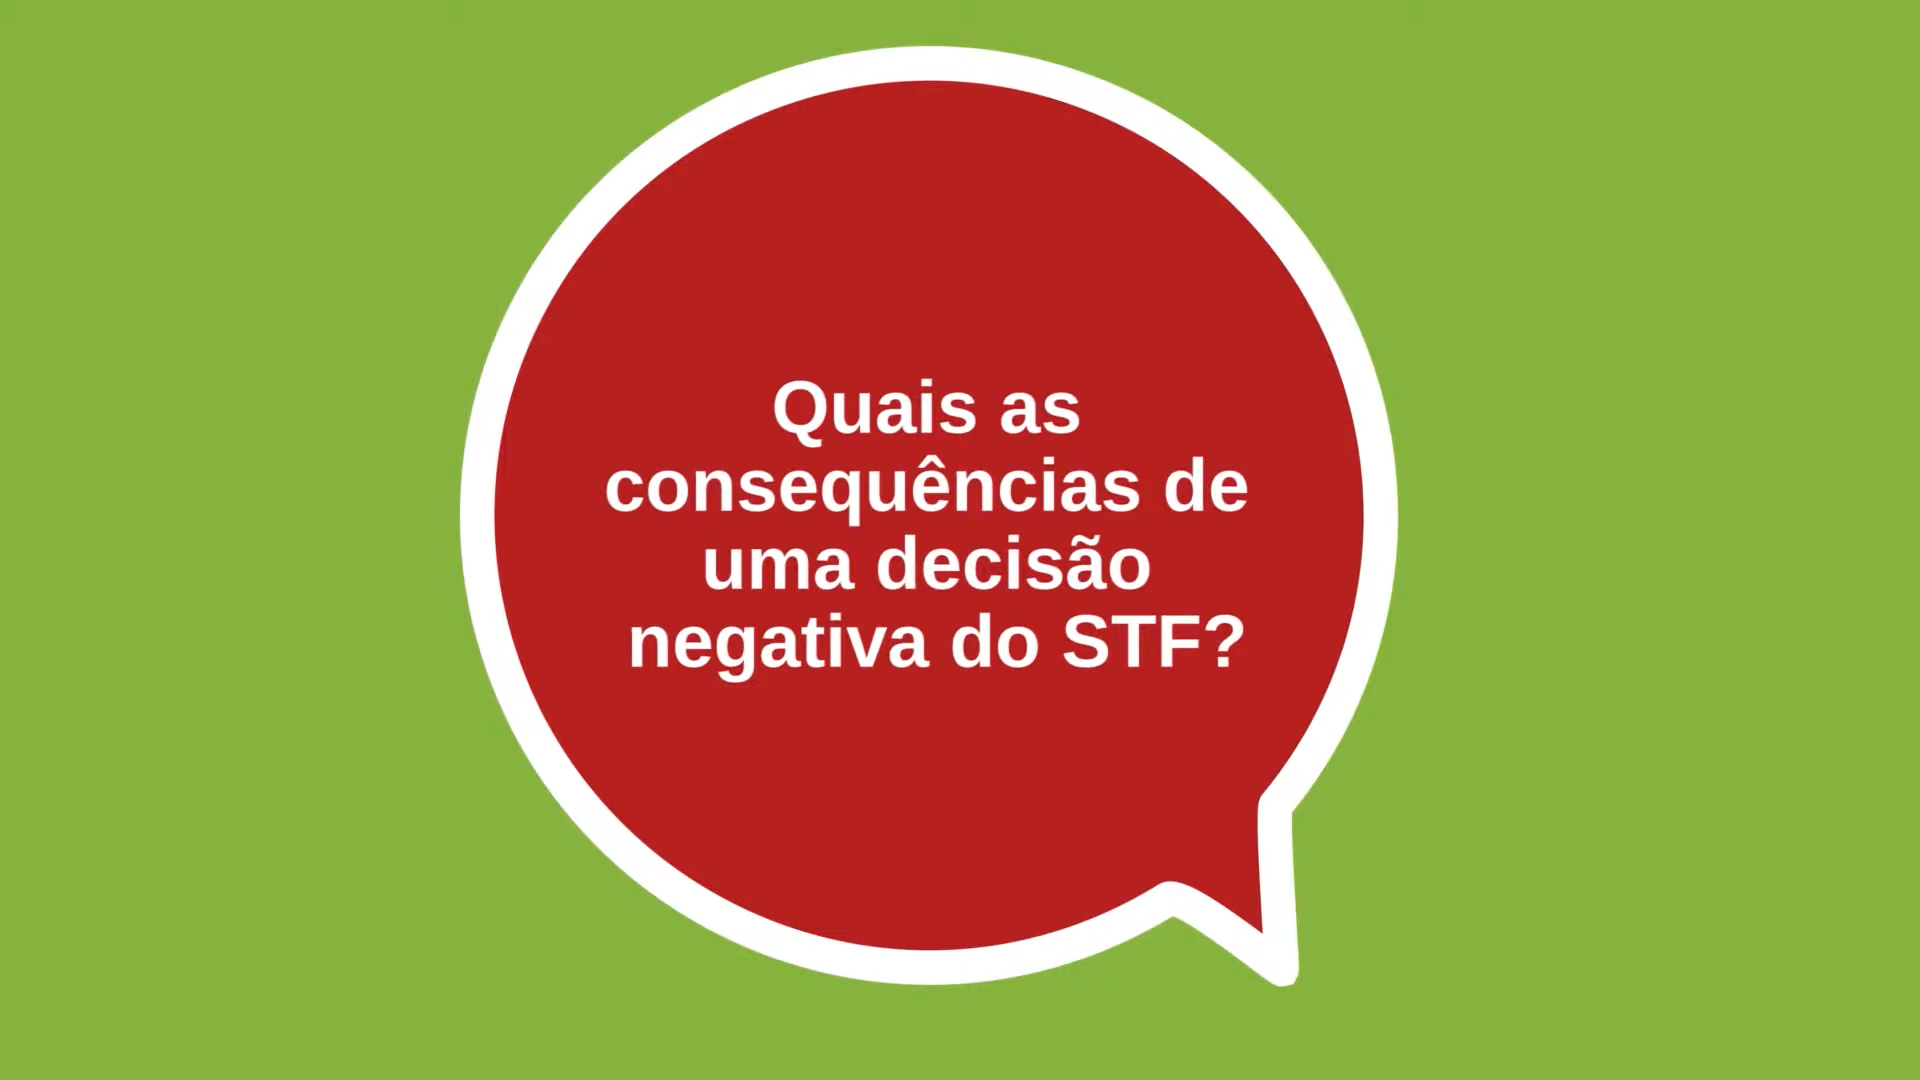 Quais as
consequências de
uma decisão
negativa do STF?